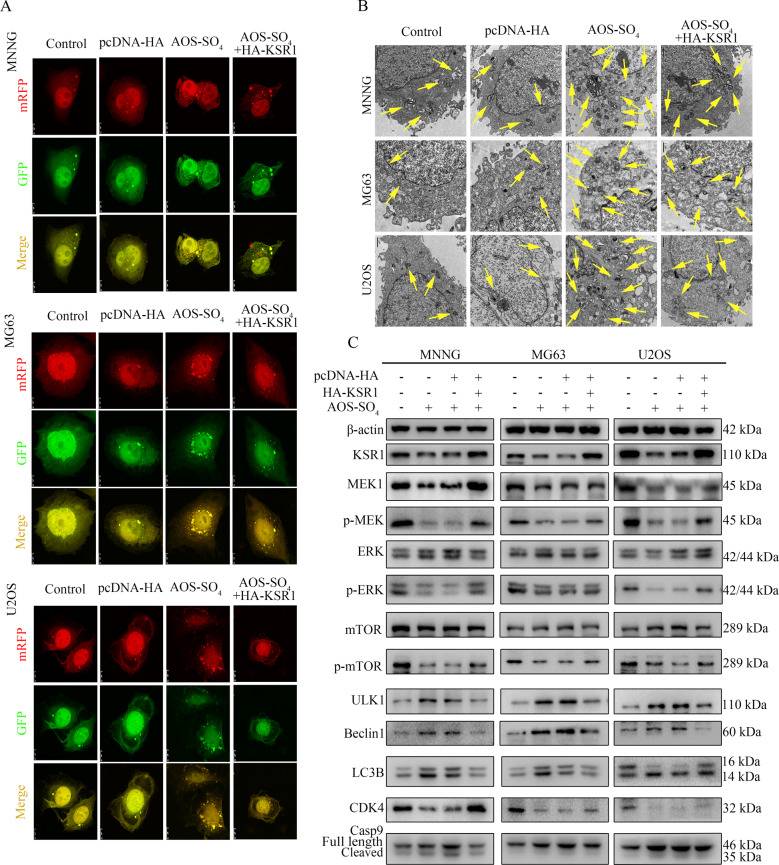 A
MNNG
Control
pcDNA-HA
AOS-SO4
AOS-SO4
+HA-KSR1
mRFP
GFP
Merge
MG63
Control
pcDNA-HA
AOS-SO4
AOS-SO4
+HA-KSR1
mRFP
GFP
Merge
U2OS
Control
pcDNA-HA
AOS-SO4
AOS-SO4
+HA-KSR1
mRFP
GFP
Merge
B
Control
pcDNA-HA
AOS-SO4
AOS-SO4
+HA-KSR1
MNNG
MG63
U2OS
C
MNNG MG63 U2OS
pcDNA-HA - - + + - - + + - - + +
HA-KSR1 - - - + - - - + - - - +
AOS-SO4 - + + + - + + + - + + +
β-actin 42 kDa
KSR1 110 kDa
MEK1 45 kDa
p-MEK 45 kDa
ERK 42/44 kDa
p-ERK 42/44 kDa
mTOR 289 kDa
p-mTOR 289 kDa
ULK1 110 kDa
Beclin1 60 kDa
LC3B 16 kDa
14 kDa
CDK4 32 kDa
Casp9
Full length 46 kDa
Cleaved 35 kDa